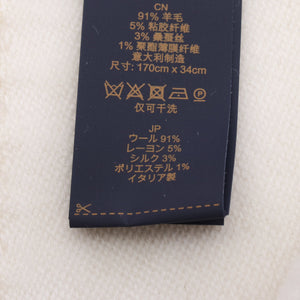 CN
91% 羊毛
5% 粘胶纤维
3% 桑蚕丝
1% 聚酯薄膜纤维
意大利制造
尺寸: 170cm x 34cm
P
仅可干洗
JP
ウール 91%
レーヨン 5%
シルク 3%
ポリエステル 1%
イタリア製